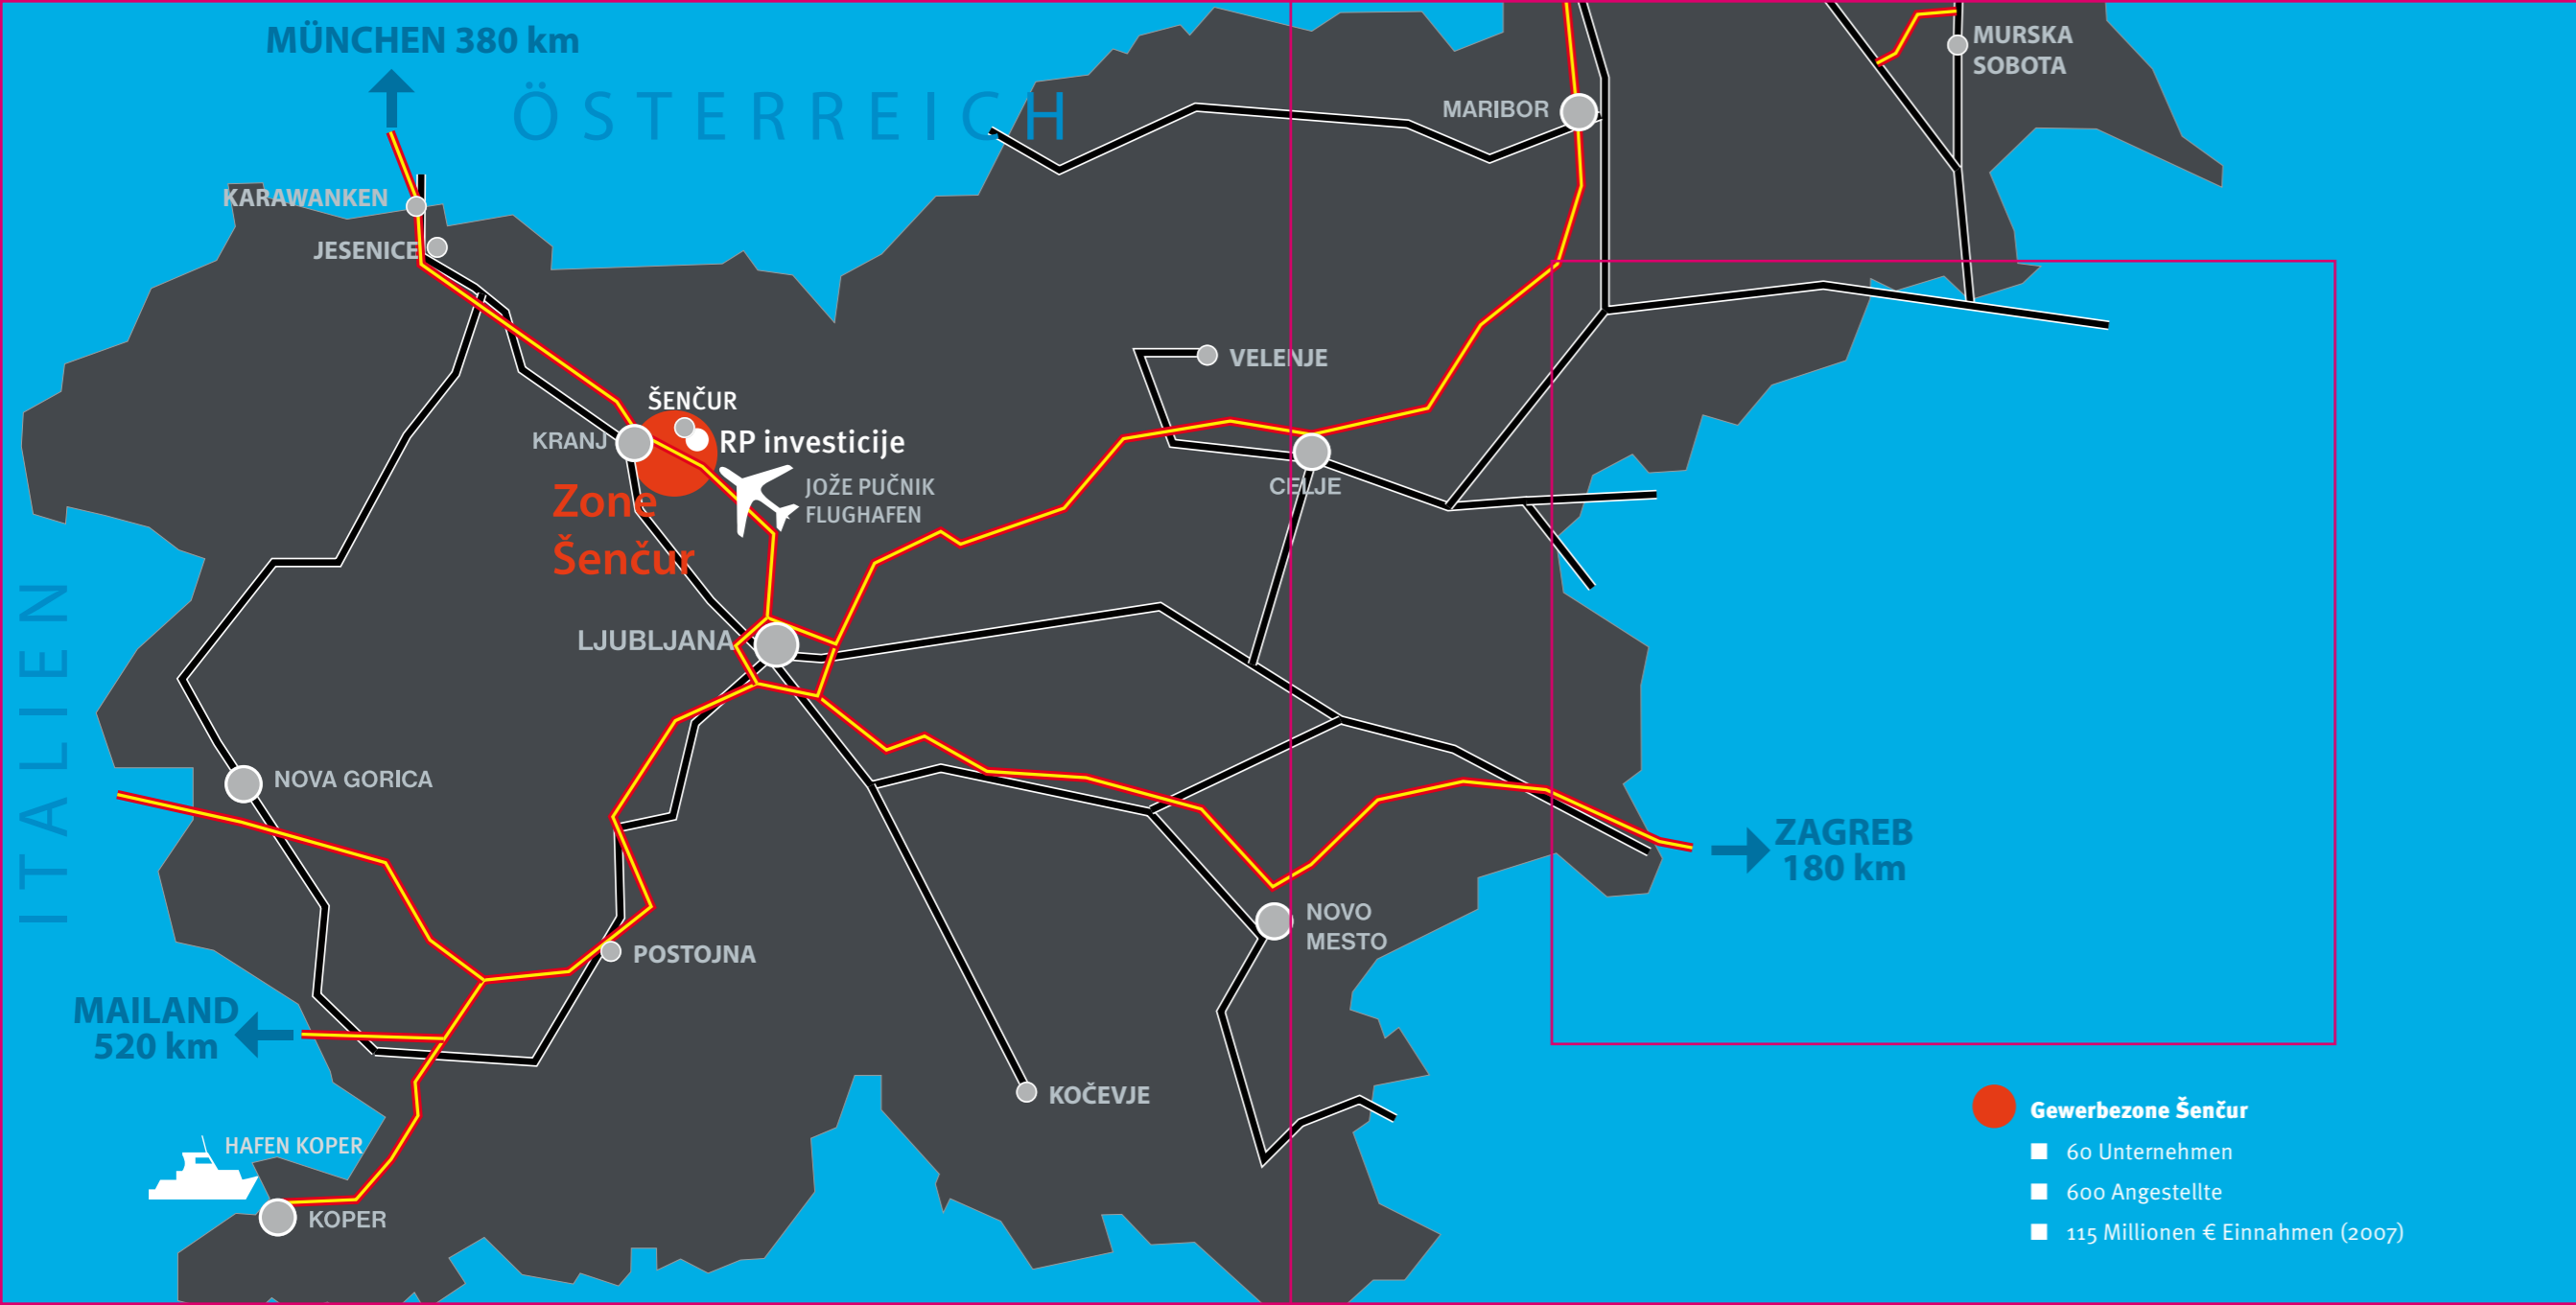 MÜNCHEN 380 km
ÖSTERREICH
MURSKA
SOBOTA
MARIBOR
KARAWANKEN
JESENICE
VELENJE
ŠENČUR
KRANJ
RP investicije
JOŽE PUČNIK
FLUGHAFEN
CELJE
Zone
Šenčur
ITALIEN
LJUBLJANA
NOVA GORICA
ZAGREB
180 km
NOVO
MESTO
POSTOJNA
MAILAND
520 km
KOČEVJE
HAFEN KOPER
KOPER
Gewerbezone Šenčur
60 Unternehmen
600 Angestellte
115 Millionen € Einnahmen (2007)